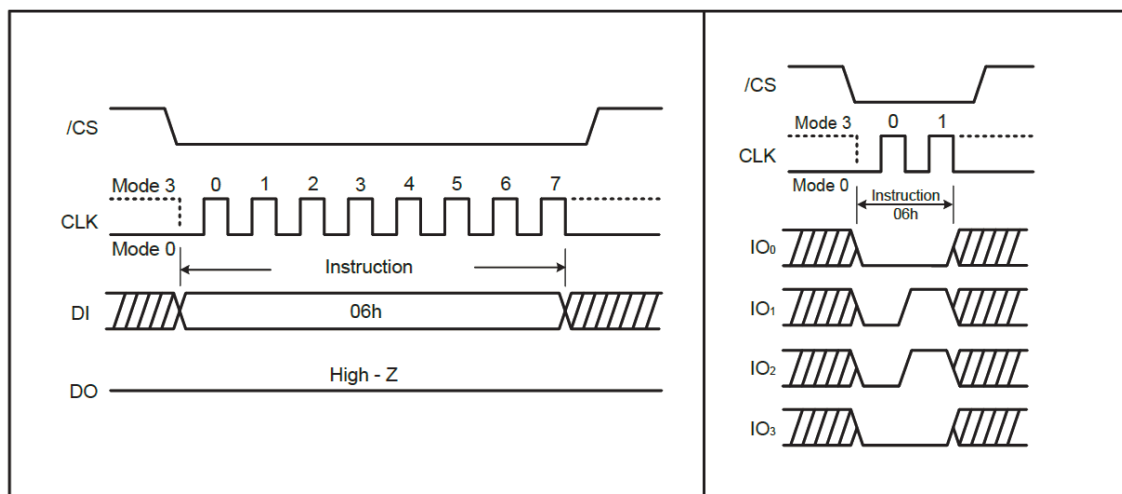 /CS
Mode 3 0 1 2 3 4 5 6 7
CLK
Mode 0
Instruction
DI 06h
High - Z
DO
/CS
Mode 3 0 1
CLK
Mode 0
Instruction
06h
IO0
IO1
IO2
IO3